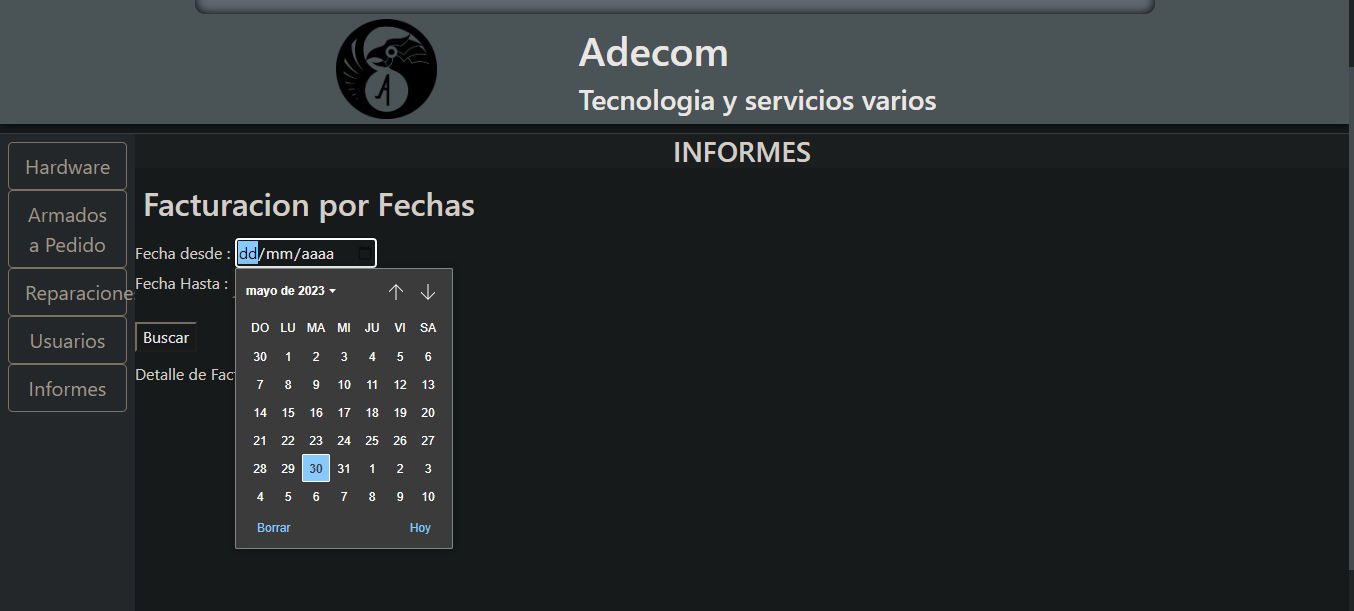 Adecom
Tecnologia y servicios varios
Hardware
Armados
a Pedido
Reparacione
Usuarios
Informes
INFORMES
Facturacion por Fechas
Fecha desde : dd/mm/aaaa
Fecha Hasta :
Buscar
Detalle de Fac
mayo de 2023
DO LU MA MI JU VI SA
30 1 2 3 4 5 6
7 8 9 10 11 12 13
14 15 16 17 18 19 20
21 22 23 24 25 26 27
28 29 30 31 1 2 3
4 5 6 7 8 9 10
Borrar Hoy